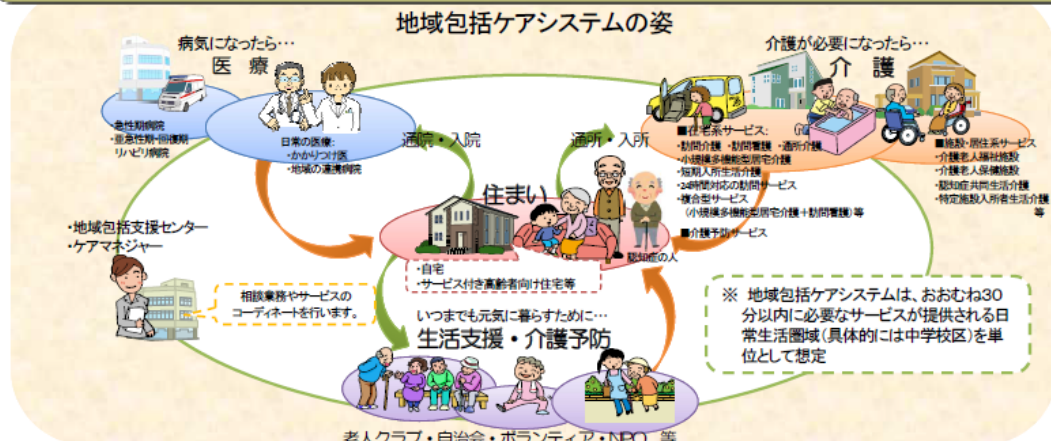 地域包括ケアシステムの姿
病気になったら…
医 療
介護が必要になったら…
介 護
・急性期病院
・亜急性期・回復期
リハビリ病院
日常の医療:
・かかりつけ医
・地域の連携病院
通院・入院
通所・入所
■在宅系サービス:
・訪問介護 ・訪問看護 ・通所介護
・小規模多機能型居宅介護
・短期入所生活介護
・24時間対応の訪問サービス
・複合型サービス
(小規模多機能型居宅介護+訪問看護)等
■介護予防サービス
■施設・居住系サービス
・介護老人福祉施設
・介護老人保健施設
・認知症共同生活介護
・特定施設入所者生活介護
等
住まい
認知症の人
・自宅
・サービス付き高齢者向け住宅等
・地域包括支援センター
・ケアマネジャー
相談業務やサービスの
コーディネートを行います。
いつまでも元気に暮らすために…
生活支援・介護予防
※ 地域包括ケアシステムは、おおむね30
分以内に必要なサービスが提供される日
常生活圏域(具体的には中学校区)を単
位として想定
老人クラブ・自治会・ボランティア・NPO 等